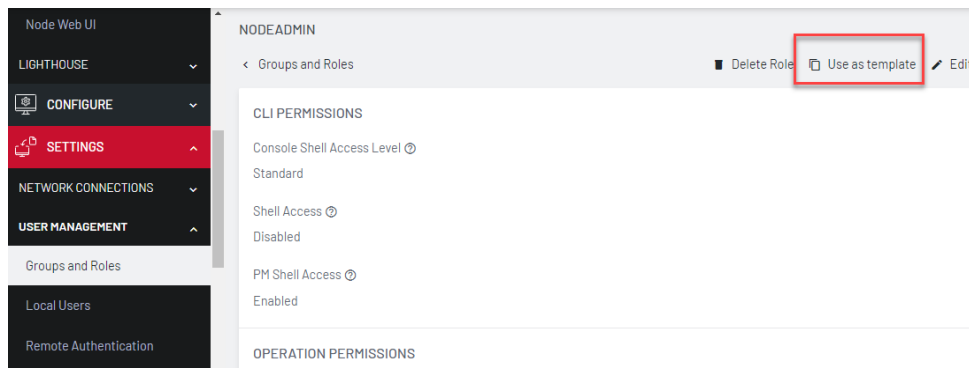 Node Web UI
LIGHTHOUSE
CONFIGURE
SETTINGS
NETWORK CONNECTIONS
USER MANAGEMENT
Groups and Roles
Local Users
Remote Authentication
NODEADMIN
Groups and Roles
Delete Role
Use as template
Edit
CLI PERMISSIONS
Console Shell Access Level
Standard
Shell Access
Disabled
PM Shell Access
Enabled
OPERATION PERMISSIONS